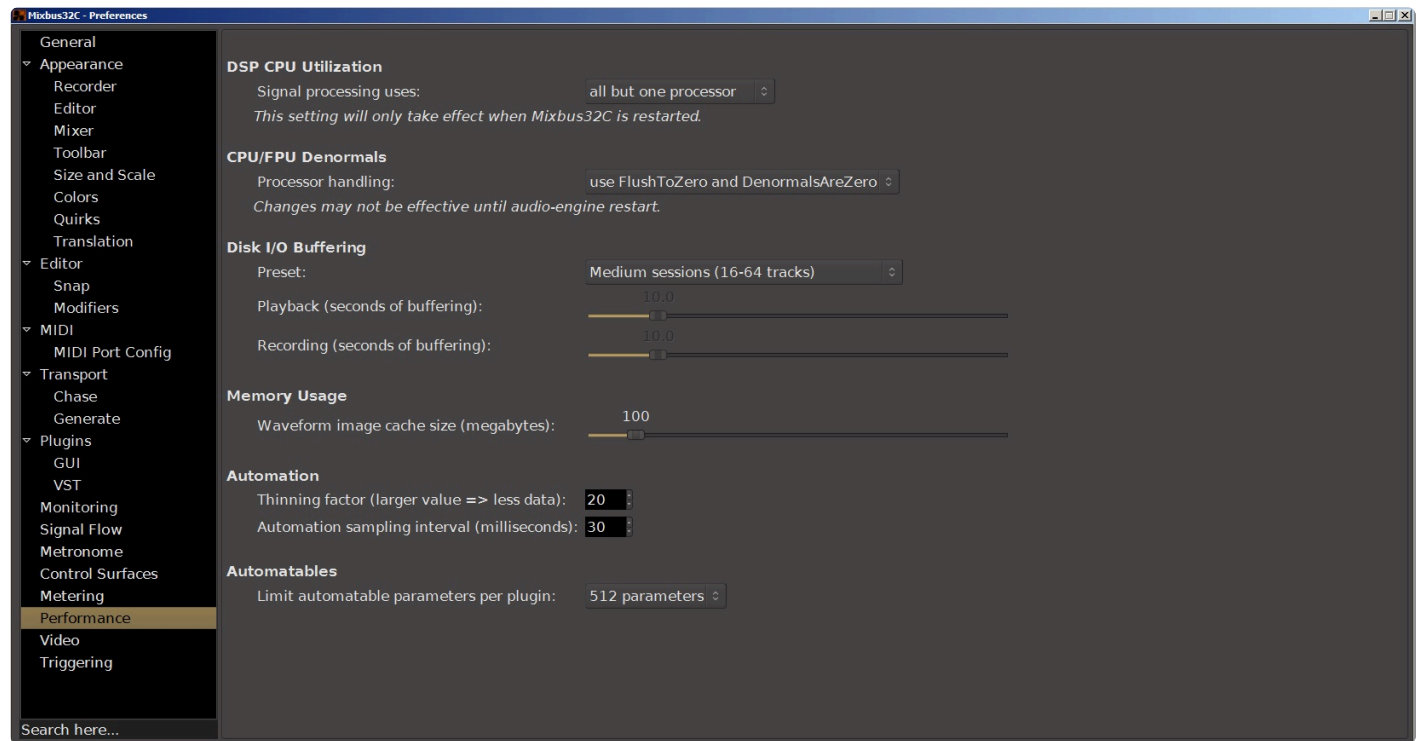 Mixbus32C - Preferences
General
Appearance
Recorder
Editor
Mixer
Toolbar
Size and Scale
Colors
Quirks
Translation
Editor
Snap
Modifiers
MIDI
MIDI Port Config
Transport
Chase
Generate
Plugins
GUI
VST
Monitoring
Signal Flow
Metronome
Control Surfaces
Metering
Performance
Video
Triggering
Search here...
DSP CPU Utilization
Signal processing uses: all but one processor
This setting will only take effect when Mixbus32C is restarted.
CPU/FPU Denormals
Processor handling: use FlushToZero and DenormalsAreZero
Changes may not be effective until audio-engine restart.
Disk I/O Buffering
Preset: Medium sessions (16-64 tracks)
10.0
Playback (seconds of buffering):
10.0
Recording (seconds of buffering):
Memory Usage
100
Waveform image cache size (megabytes):
Automation
Thinning factor (larger value => less data): 20
Automation sampling interval (milliseconds): 30
Automatables
Limit automatable parameters per plugin: 512 parameters